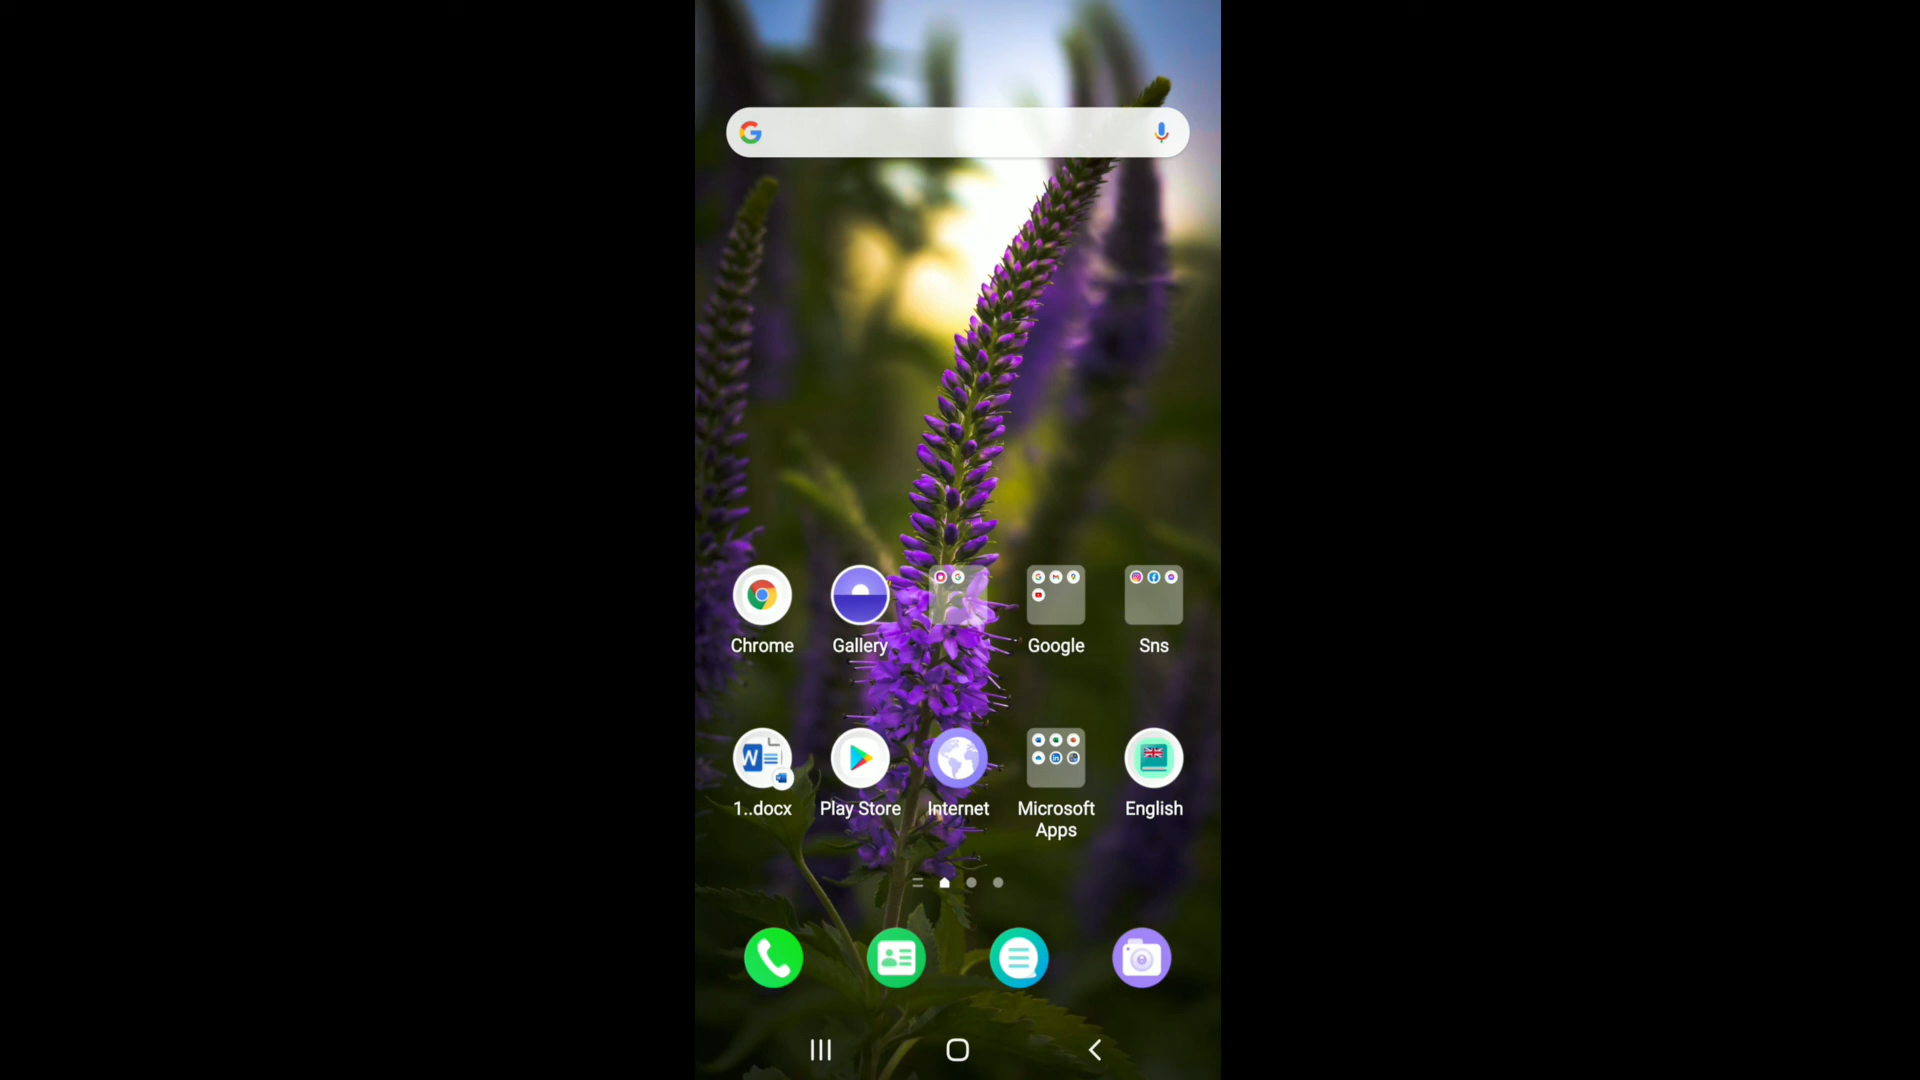 Chrome
Gallery
Google
Sns
1..docx
Play Store
Internet
Microsoft
Apps
English